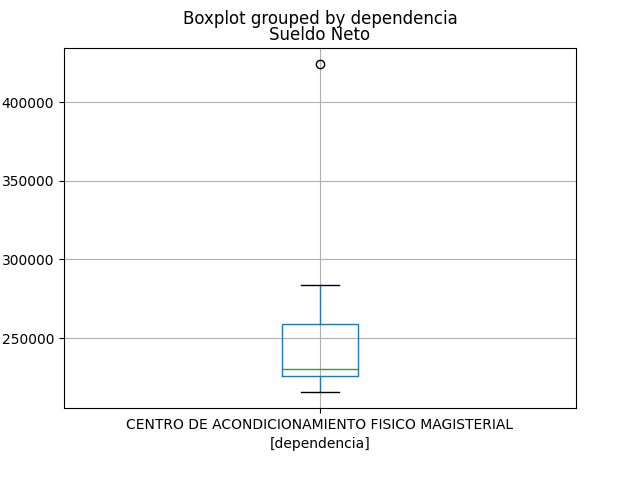 Boxplot grouped by dependencia
Sueldo Neto
400000
350000
300000
250000
CENTRO DE ACONDICIONAMIENTO FISICO MAGISTERIAL
[dependencia]